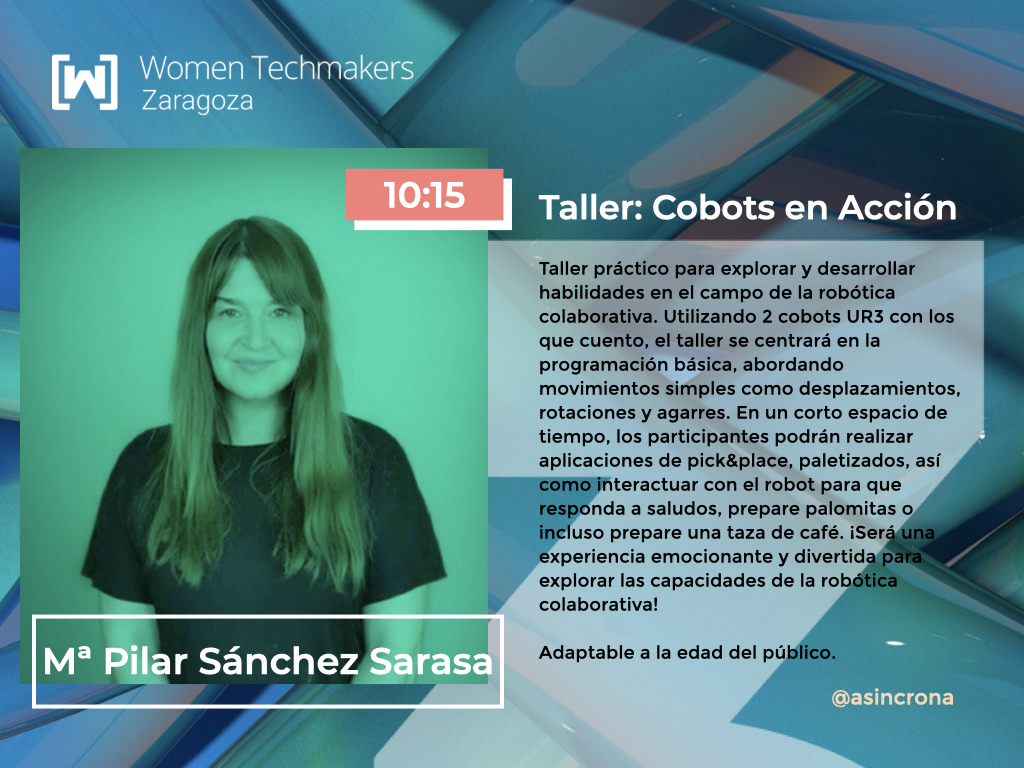 [W] Women Techmakers
Zaragoza
10:15
Taller: Cobots en Acción
Taller práctico para explorar y desarrollar
habilidades en el campo de la robótica
colaborativa. Utilizando 2 cobots UR3 con los
que cuento, el taller se centrará en la
programación básica, abordando
movimientos simples como desplazamientos,
rotaciones y agarres. En un corto espacio de
tiempo, los participantes podrán realizar
aplicaciones de pick&place, paletizados, así
como interactuar con el robot para que
responda a saludos, prepare palomitas o
incluso prepare una taza de café. ¡Será una
experiencia emocionante y divertida para
explorar las capacidades de la robótica
colaborativa!
Adaptable a la edad del público.
Mª Pilar Sánchez Sarasa
@asincrona